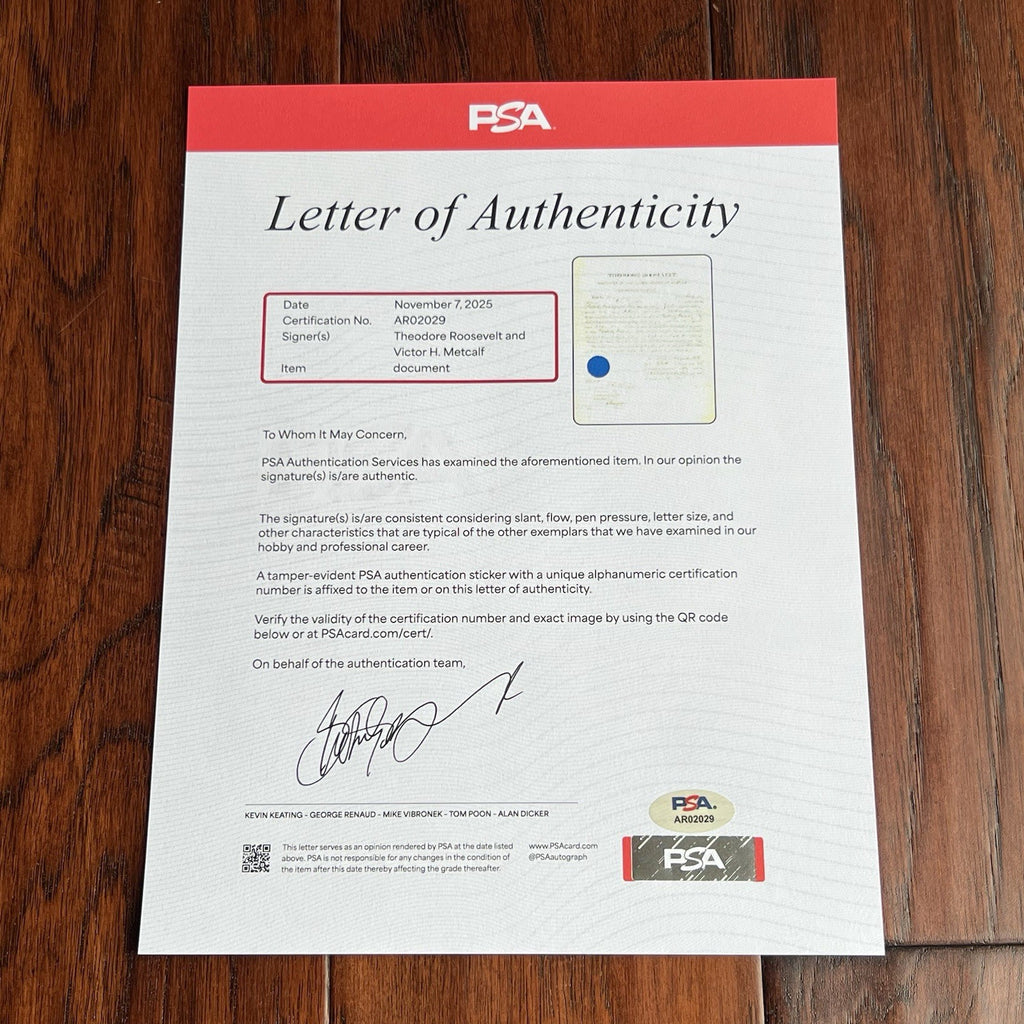 PSA
Letter of Authenticity
Date November 7, 2025
Certification No. AR02029
Signer(s) Theodore Roosevelt and
Victor H. Metcalf
Item document
THEODORE ROOSEVELT
To Whom It May Concern,
PSA Authentication Services has examined the aforementioned item. In our opinion the
signature(s) is/are authentic.
The signature(s) is/are consistent considering slant, flow, pen pressure, letter size, and
other characteristics that are typical of the other exemplars that we have examined in our
hobby and professional career.
A tamper-evident PSA authentication sticker with a unique alphanumeric certification
number is affixed to the item or on this letter of authenticity.
Verify the validity of the certification number and exact image by using the QR code
below or at PSAcard.com/cert/.
On behalf of the authentication team,
KEVIN KEATING - GEORGE RENAUD - MIKE VIBRONEK - TOM POON - ALAN DICKER
This letter serves as an opinion rendered by PSA at the date listed
above. PSA is not responsible for any changes in the condition of
the item after this date thereby affecting the grade thereafter.
www.PSAcard.com
@PSAautograph
PSA.
AR02029
PSA